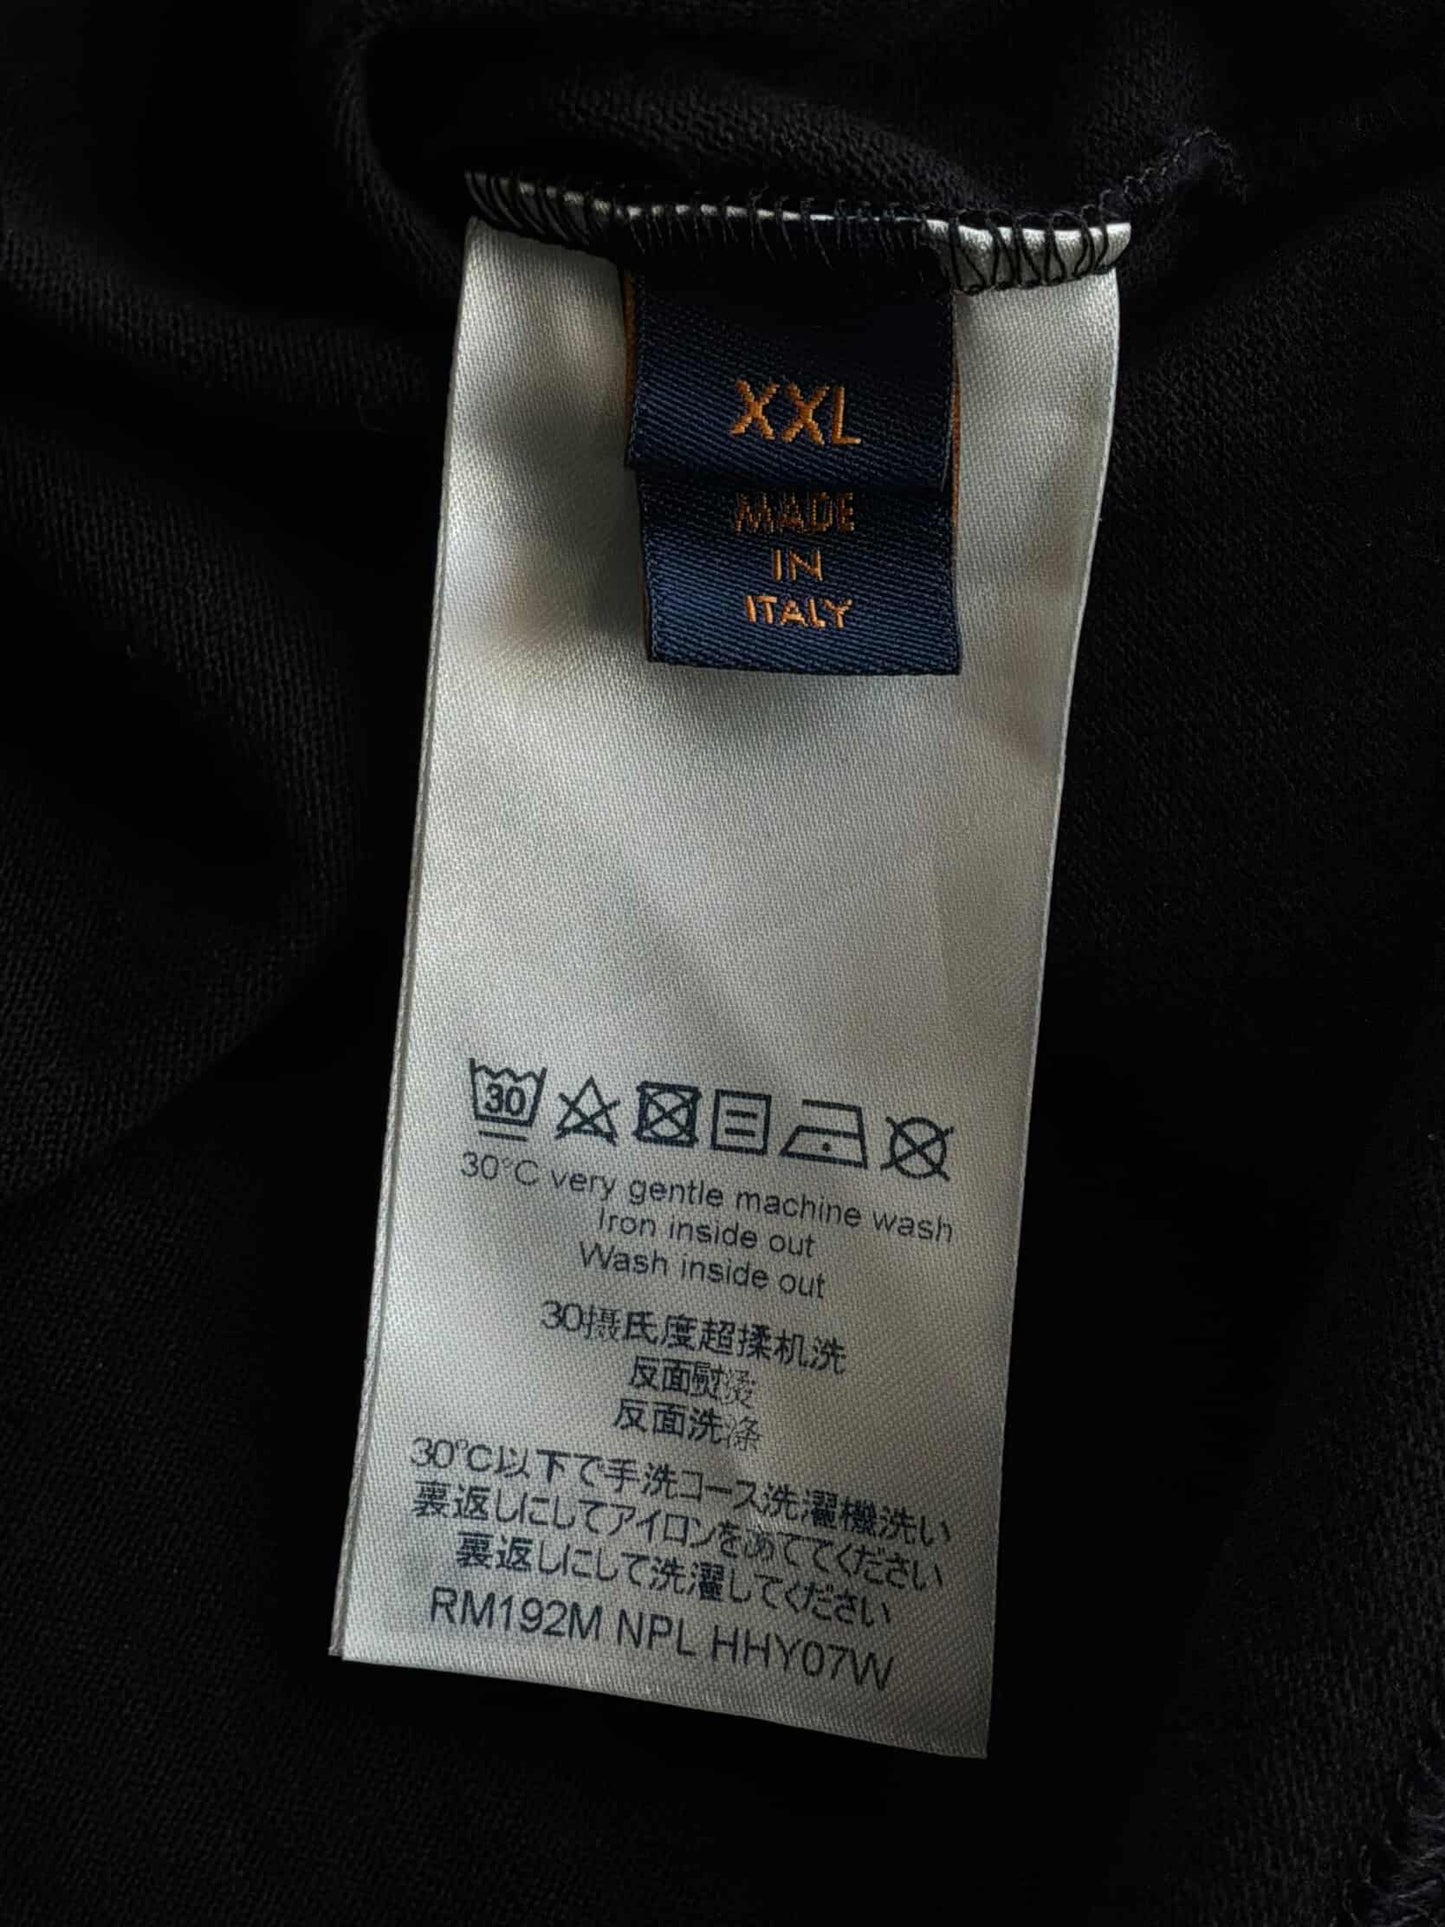 XXL
MADE
IN
ITALY
30
30°C very gentle machine wash
Iron inside out
Wash inside out
30摄氏度超揉机洗
反面熨烫
反面洗涤
30℃以下で手洗コース洗濯機洗い
裏返しにしてアイロンをあててください
裏返しにして洗濯してください
RM192M NPL HHY07W